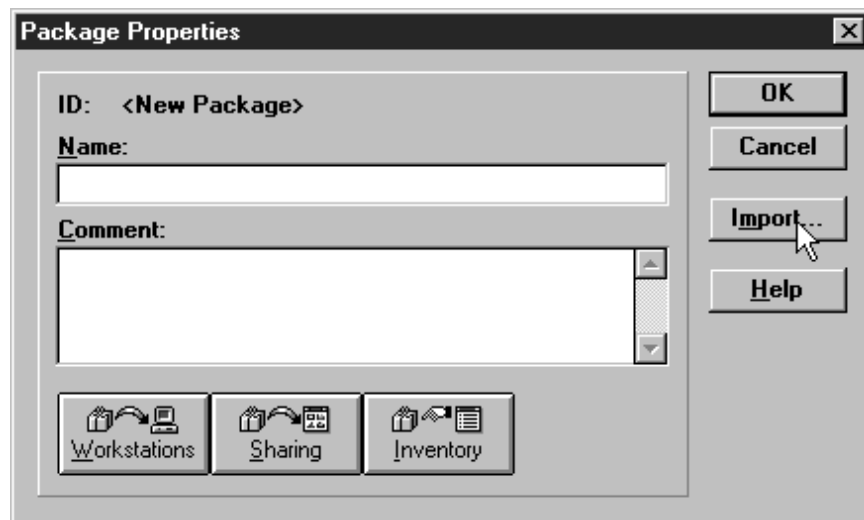 Package Properties
ID: <New Package>
Name:
Comment:
Workstations
Sharing
Inventory
OK
Cancel
Import...
Help